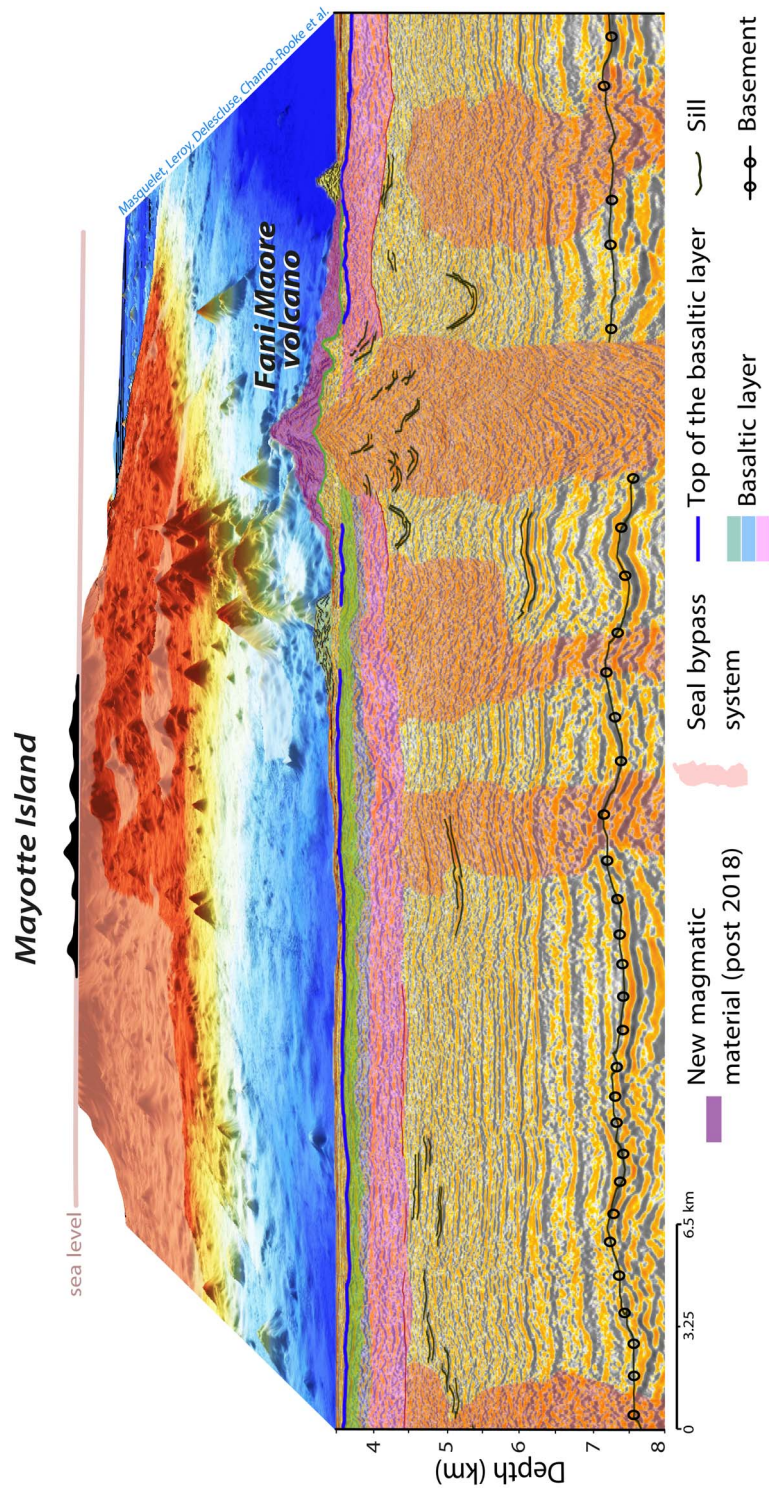 Mayotte Island
sea level
Masquelet, Leroy, Delescluse, Chamot-Rooke et al.
Fani Maore
volcano
Depth (km)
4
5
6
7
8
0
3.25
6.5 km
New magmatic
material (post 2018)
Seal bypass
system
Top of the basaltic layer
Basaltic layer
Sill
Basement